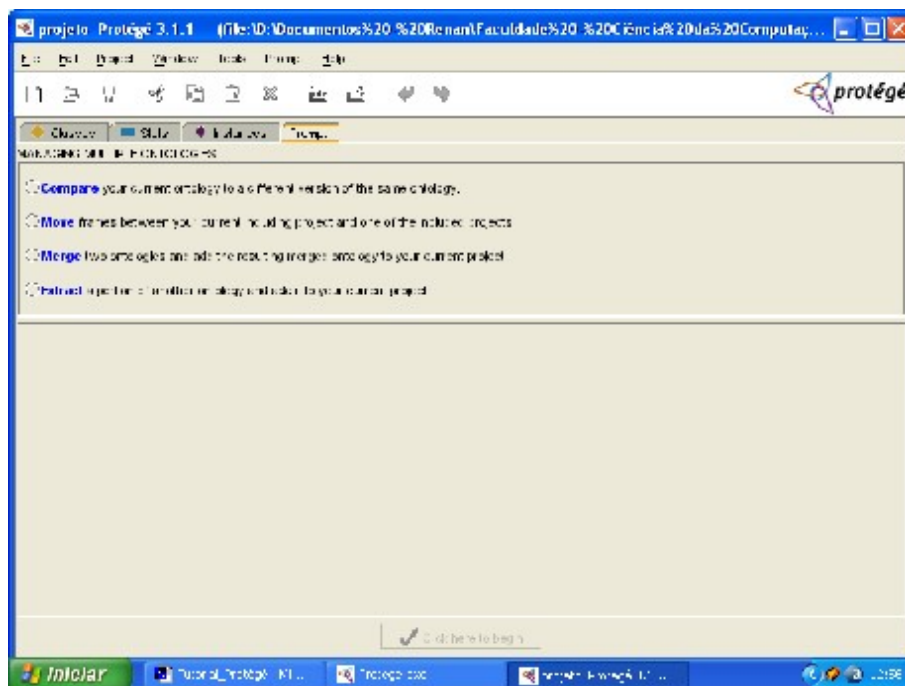 projeto Protégé 3.1.1 (file:\D:\Documentos%20 %20Renan\Faculdade%20 %20Ciência%20da%20Computaç...
File Edit Project Window Tools Prompt Help
protégé
Classes Slots Instances Prompt
MANAGING MULTIPLE ONTOLOGIES
Compare your current ontology to a different version of the same ontology.
Move frames between your current including project and one of the included projects
Merge two ontologies and add the resulting merged ontology to your current project
Extract a portion of another ontology and add it to your current project
Click here to begin
Iniciar Tutorial_Protégé - Mi... Protege.exe projeto Protégé 3.1....